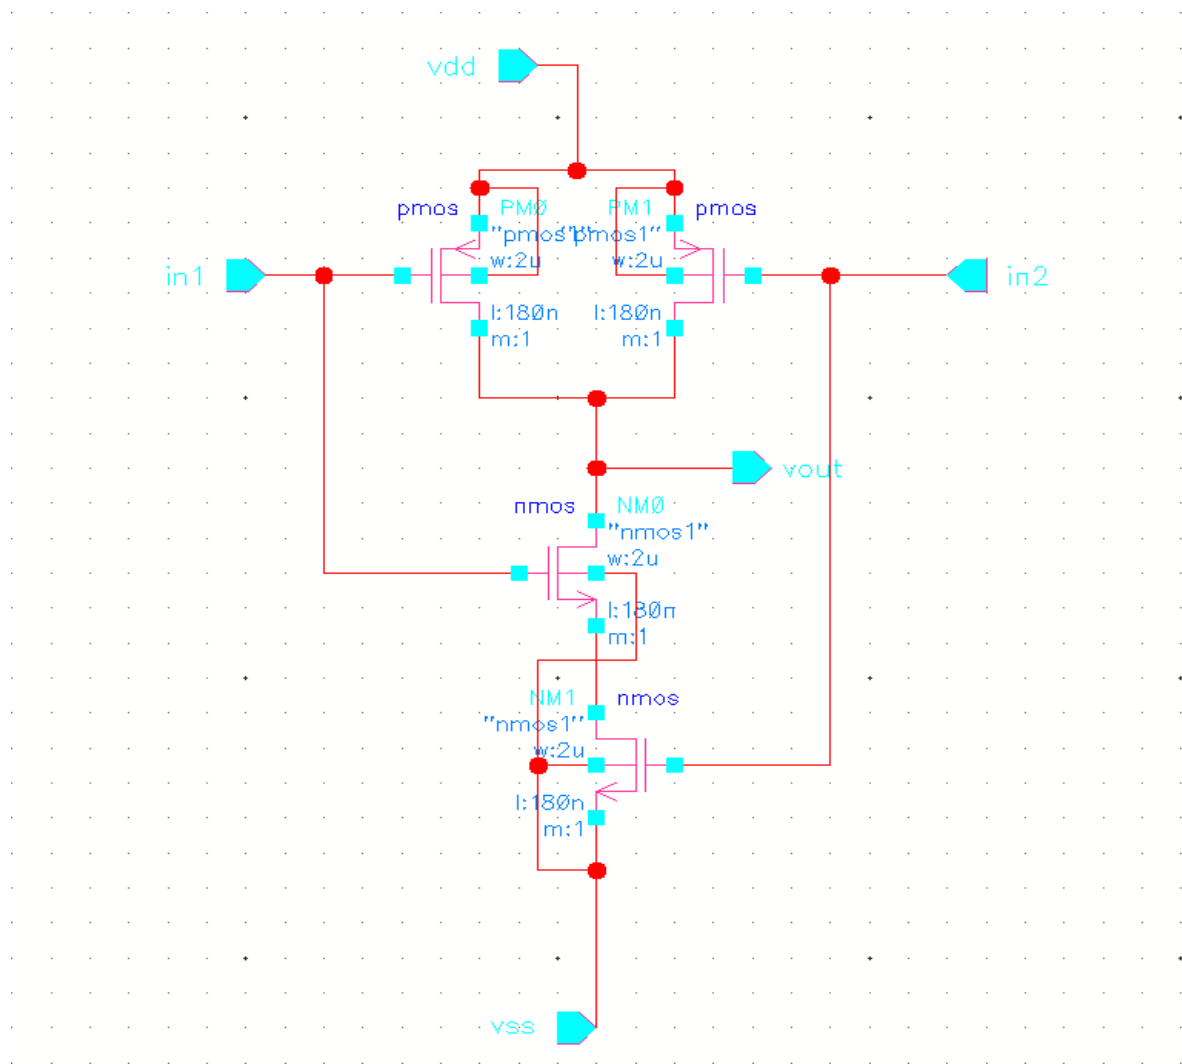 vdd
pmos PM0 PM1 pmos
"pmos1" "pmos1"
w:2u w:2u
in1 in2
l:180n l:180n
m:1 m:1
vout
nmos NM0
"nmos1"
w:2u
l:180n
m:1
NM1 nmos
"nmos1"
w:2u
l:180n
m:1
vss